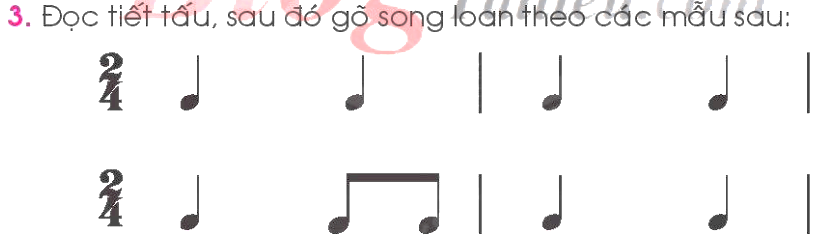 3. Đọc tiết tấu, sau đó gõ song loan theo các mẫu sau:
2
4
2
4